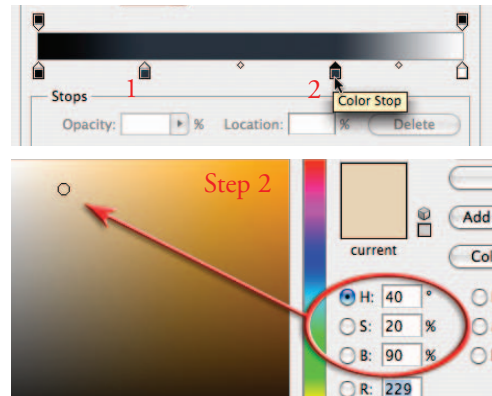 1 2
Color Stop
Stops
Opacity: % Location: % Delete
Step 2
Add
current
Col
H: 40 °
S: 20 %
B: 90 %
R: 229